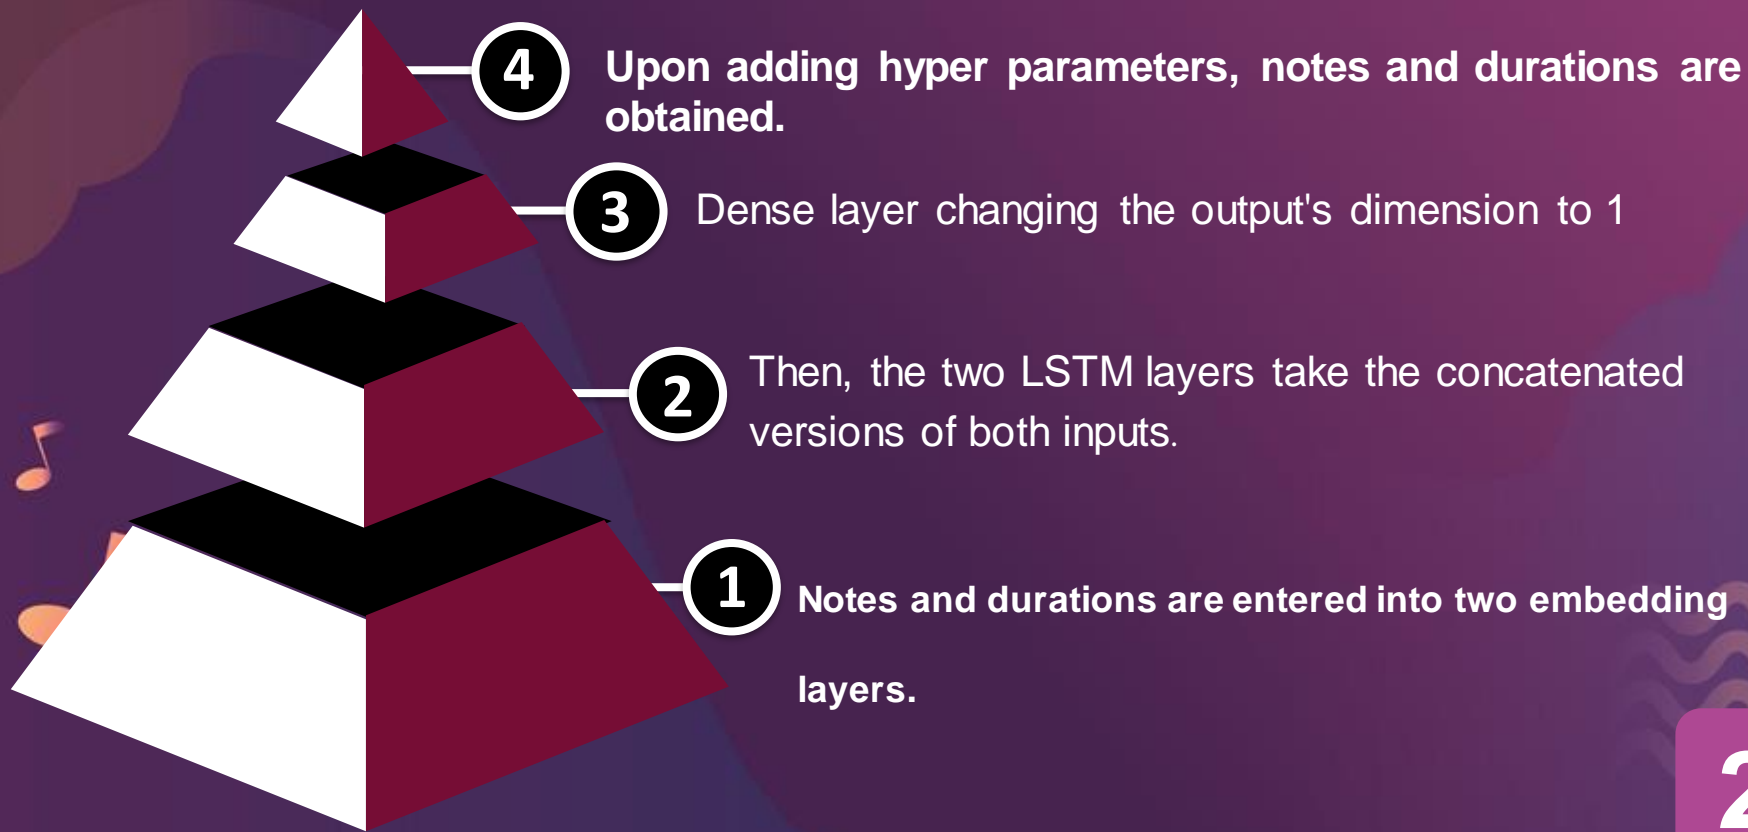 4
Upon adding hyper parameters, notes and durations are
obtained.
3
Dense layer changing the output's dimension to 1
2
Then, the two LSTM layers take the concatenated
versions of both inputs.
1
Notes and durations are entered into two embedding
layers.
2